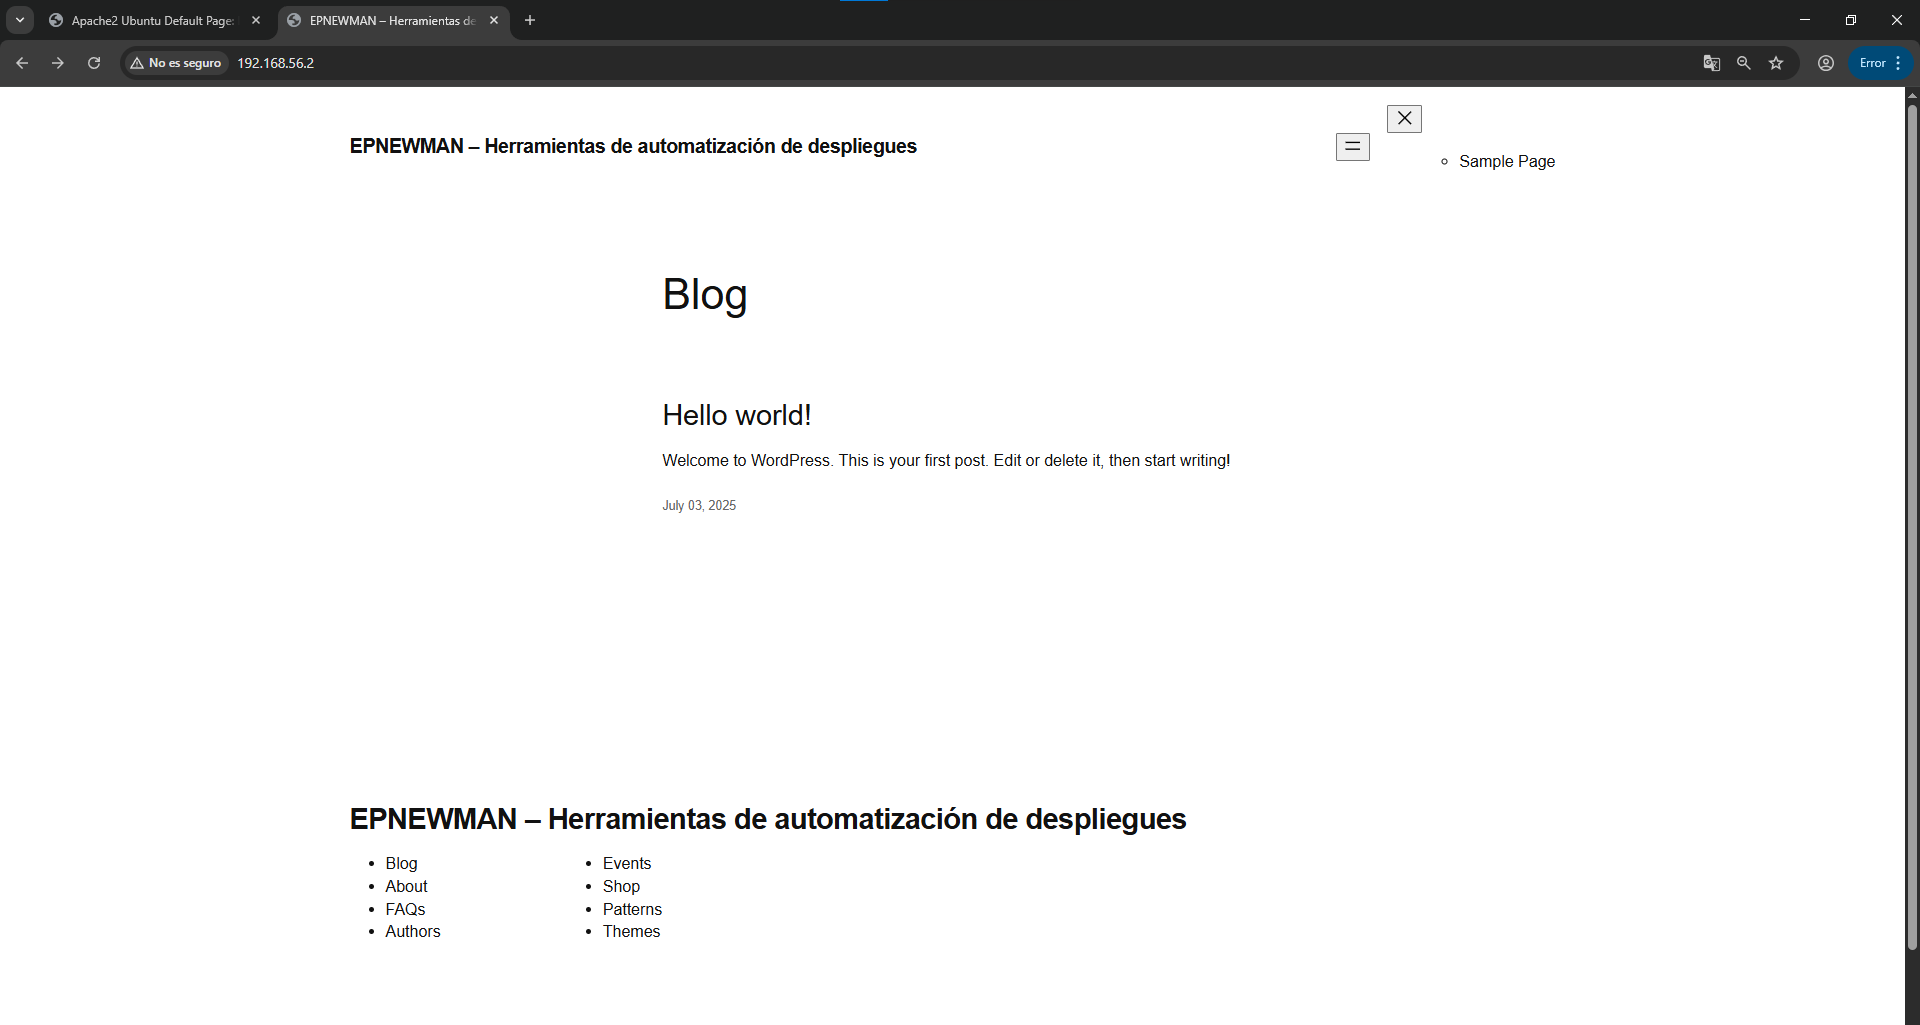 Apache2 Ubuntu Default Page:
EPNEWMAN – Herramientas de
No es seguro
192.168.56.2
Error
EPNEWMAN – Herramientas de automatización de despliegues
Sample Page
Blog
Hello world!
Welcome to WordPress. This is your first post. Edit or delete it, then start writing!
July 03, 2025
EPNEWMAN – Herramientas de automatización de despliegues
Blog
About
FAQs
Authors
Events
Shop
Patterns
Themes